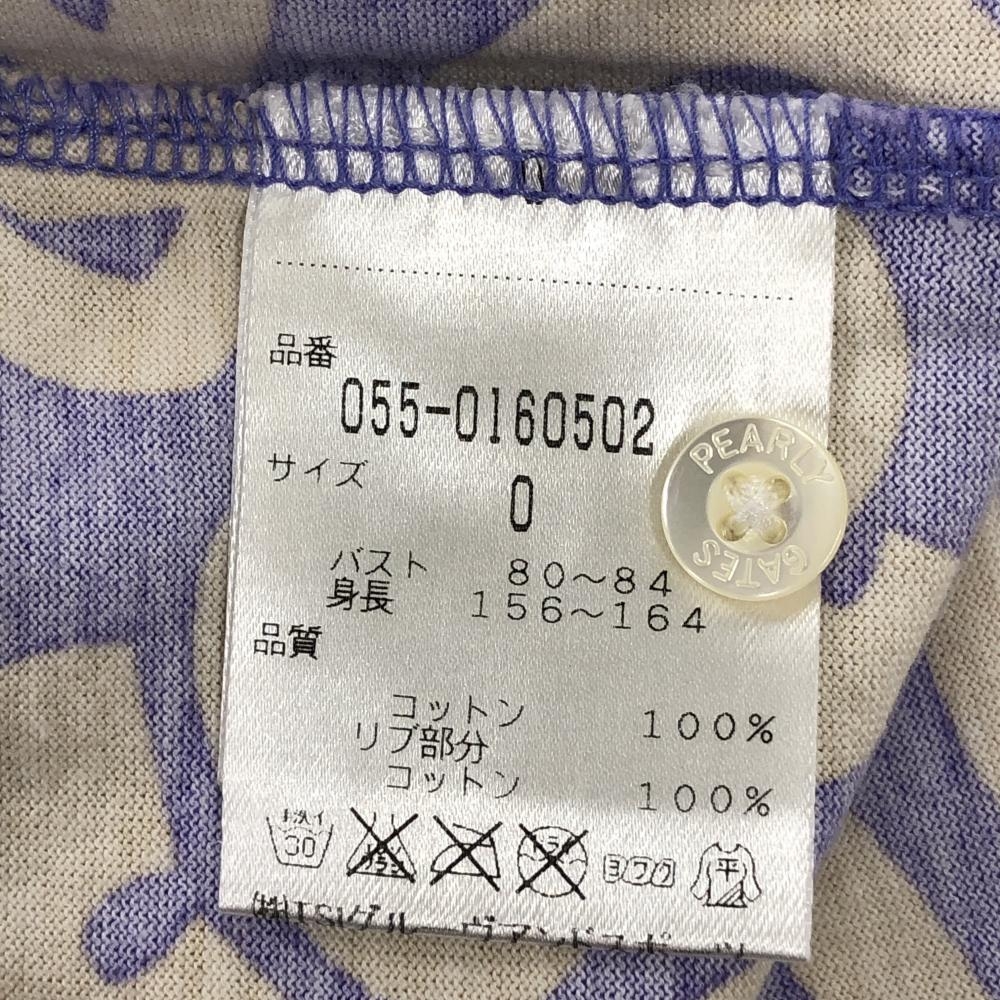 品番
055-0160502
サイズ
0
PEARLY
GATES
バスト 80～84
身長 156～164
品質
コットン 100%
リブ部分
コットン 100%
手洗イ
30
ヨワク
平